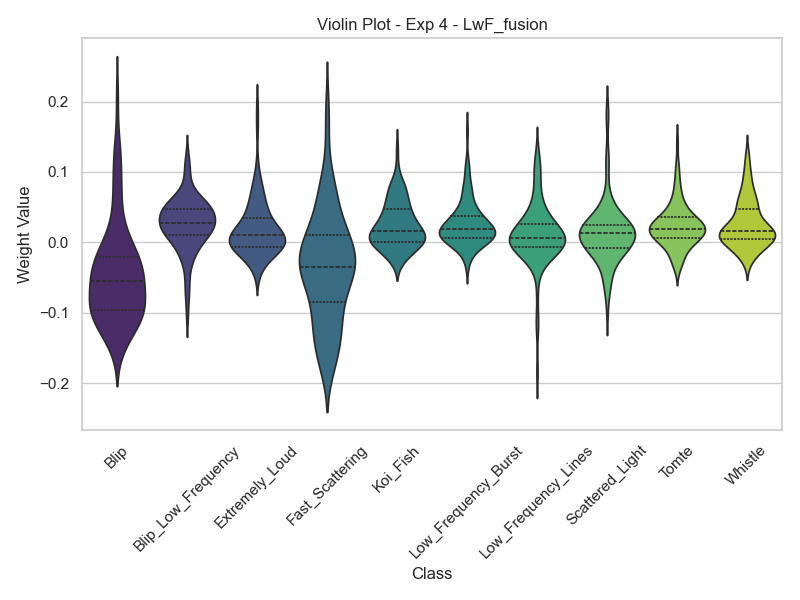 Violin Plot - Exp 4 - LwF_fusion
Weight Value
0.2
0.1
0.0
−0.1
−0.2
Blip
Blip_Low_Frequency
Extremely_Loud
Fast_Scattering
Koi_Fish
Low_Frequency_Burst
Low_Frequency_Lines
Scattered_Light
Tomte
Whistle
Class